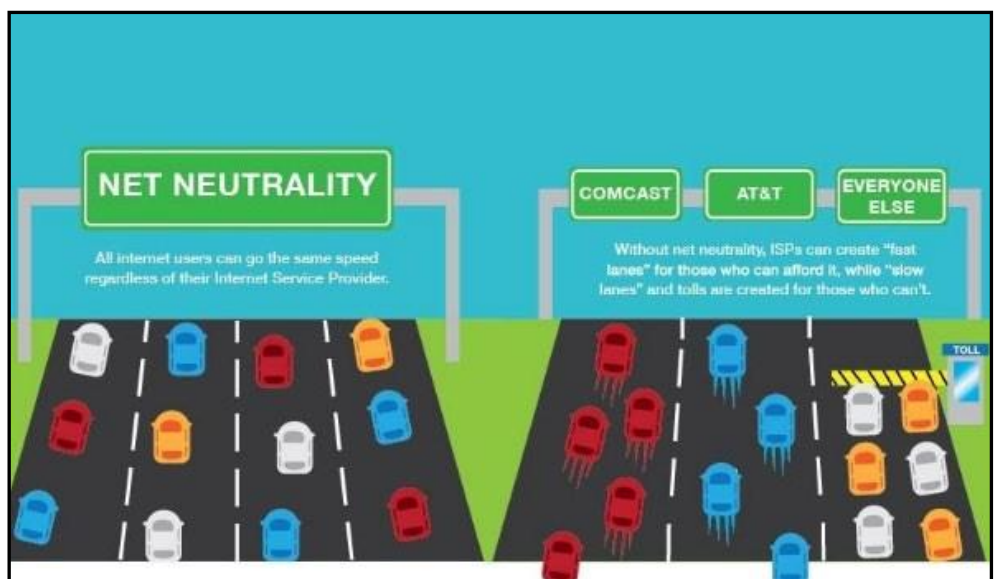 NET NEUTRALITY
All internet users can go the same speed
regardless of their Internet Service Provider.
COMCAST
AT&T
EVERYONE
ELSE
Without net neutrality, ISPs can create “fast
lanes” for those who can afford it, while “slow
lanes” and tolls are created for those who can't.
TOLL